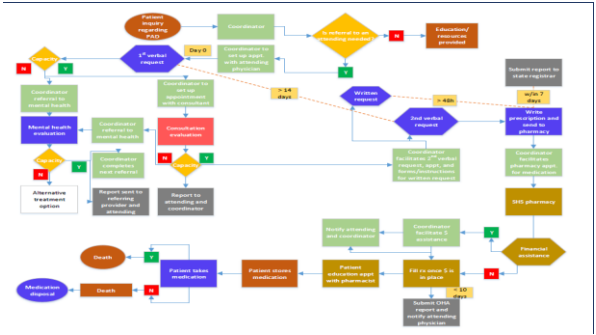 Patient
inquiry
regarding
PAD
Coordinator
Is referral to an
attending needed?
N
Education/
resources
provided
Y
Coordinator to
set up appt.
with attending
physician
Day 0
1st verbal
request
Capacity
N
Y
Coordinator
referral to
mental health
Mental health
evaluation
Capacity
N
Y
Alternative
treatment
option
Coordinator
referral to
mental health
Coordinator
completes
next referral
Report sent to
referring
provider and
attending
Coordinator to
set up
appointment
with consultant
Consultation
evaluation
N
Capacity
Y
Report to
attending and
coordinator
> 14
days
Written
request
> 48h
2nd verbal
request
Coordinator
facilitates 2nd verbal
request, appt, and
forms/instructions
for written request
Submit report to
state registrar
w/in 7
days
Write
prescription and
send to
pharmacy
Coordinator
facilitates
pharmacy appt.
for medication
SHS pharmacy
Financial
assistance
Y
N
Coordinator
facilitate $
assistance
Notify attending
and coordinator
Fill rx once $ is
in place
< 10
days
Submit OHA
report and
notify attending
physician
Patient
education appt
with pharmacist
Patient stores
medication
Patient takes
medication
Y
Death
N
Death
Medication
disposal